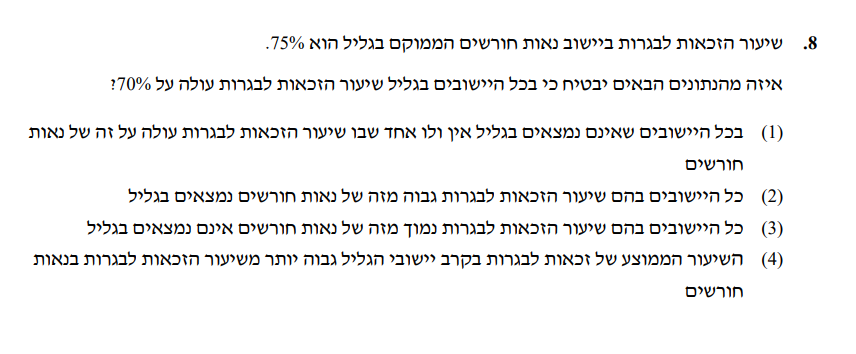 8. שיעור הזכאות לבגרות ביישוב נאות חורשים הממוקם בגליל הוא 75%.
איזה מהנתונים הבאים יבטיח כי בכל היישובים בגליל שיעור הזכאות לבגרות עולה על 70%?
(1) בכל היישובים שאינם נמצאים בגליל אין ולו אחד שבו שיעור הזכאות לבגרות עולה על זה של נאות
חורשים
(2) כל היישובים בהם שיעור הזכאות לבגרות גבוה מזה של נאות חורשים נמצאים בגליל
(3) כל היישובים בהם שיעור הזכאות לבגרות נמוך מזה של נאות חורשים אינם נמצאים בגליל
(4) השיעור הממוצע של זכאות לבגרות בקרב יישובי הגליל גבוה יותר משיעור הזכאות לבגרות בנאות
חורשים